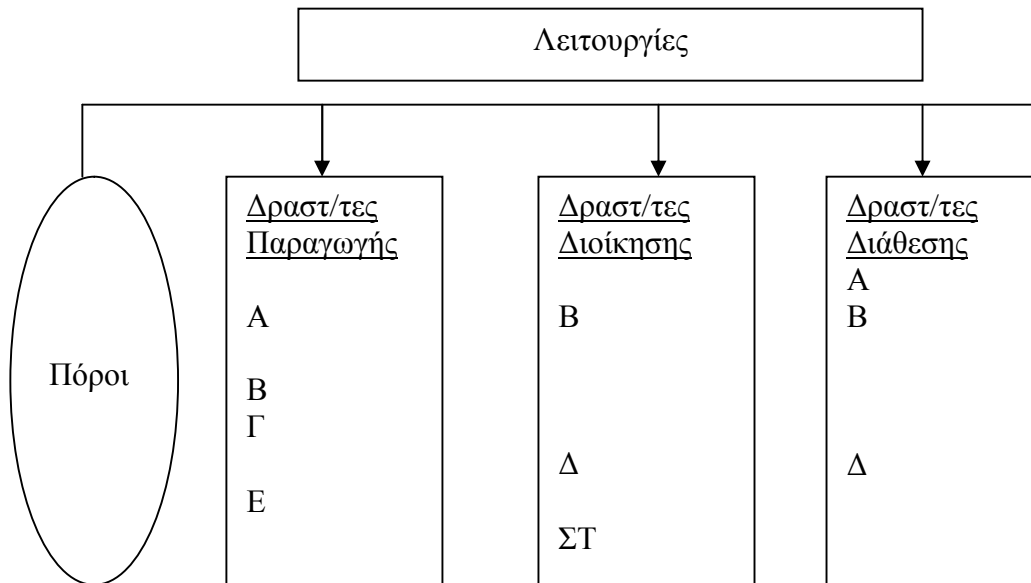 Λειτουργίες
Πόροι
Δραστ/τες
Παραγωγής
Α
Β
Γ
Ε
Δραστ/τες
Διοίκησης
Β
Δ
ΣΤ
Δραστ/τες
Διάθεσης
Α
Β
Δ